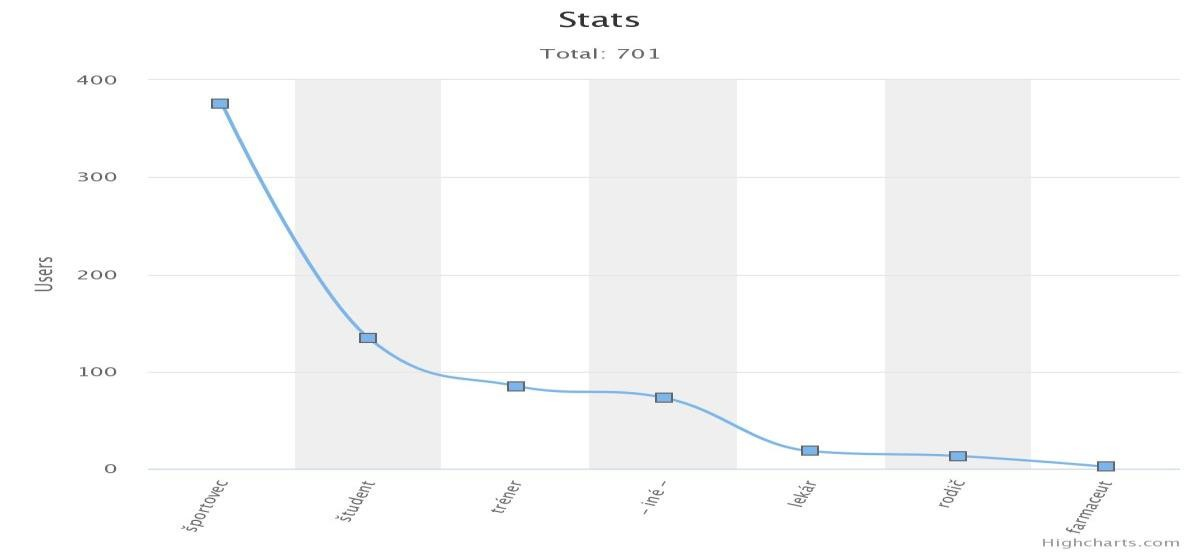 Stats
Total: 701
Users
400
300
200
100
0
športovec
študent
tréner
– iné –
lekár
rodič
farmaceut
Highcharts.com